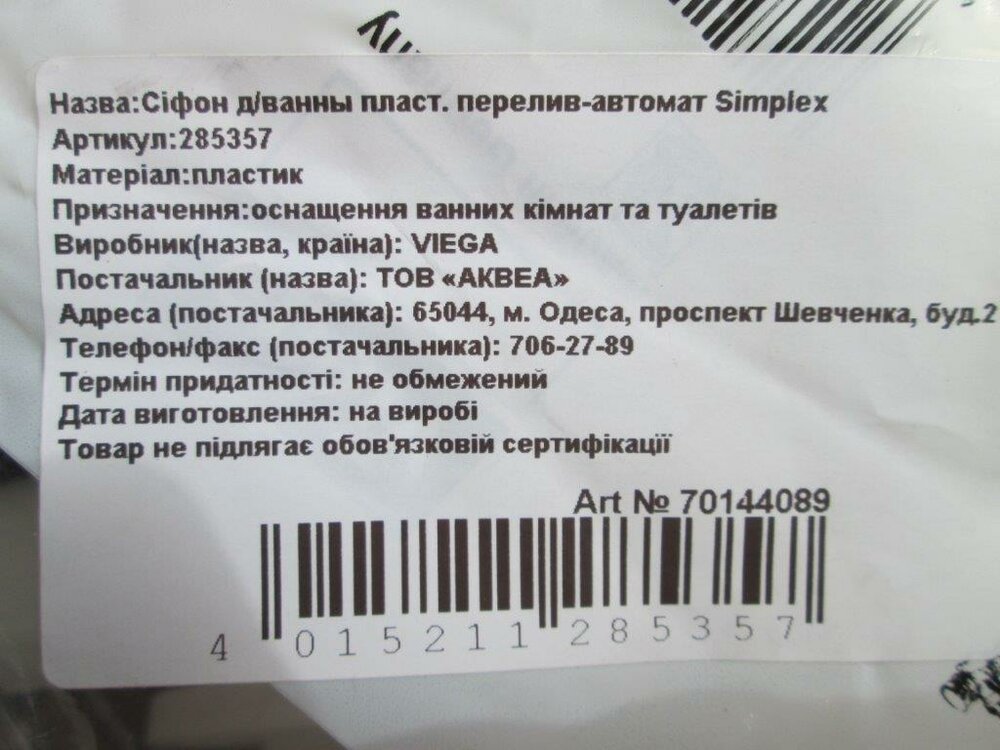 Назва:Сіфон д/ванны пласт. перелив-автомат Simplex
Артикул:285357
Матеріал:пластик
Призначення:оснащення ванних кімнат та туалетів
Виробник(назва, країна): VIEGA
Постачальник (назва): ТОВ «АКВЕА»
Адреса (постачальника): 65044, м. Одеса, проспект Шевченка, буд.2
Телефон/факс (постачальника): 706-27-89
Термін придатності: не обмежений
Дата виготовлення: на виробі
Товар не підлягає обов'язковій сертифікації
Art № 70144089
4 015211 285357